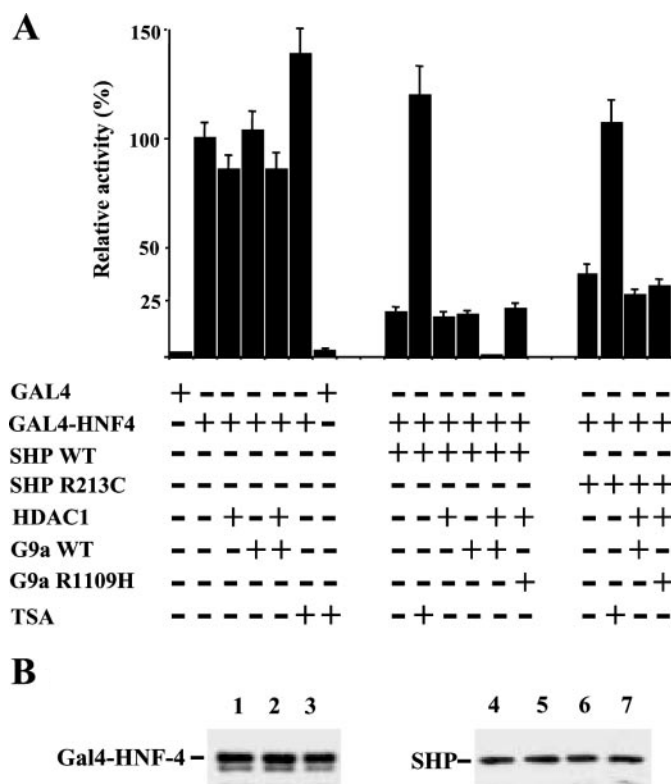 A
Relative activity (%)
150
100
50
25
GAL4 + - - - - - + - - - - - - - - - -
GAL4-HNF4 - + + + + + - + + + + + + + + + +
SHP WT - - - - - - - + + + + + + - - - -
SHP R213C - - - - - - - - - - - - - + + + +
HDAC1 - - + - + - - - - + - + + - - + +
G9a WT - - - + + - - - - - + + - - - + -
G9a R1109H - - - - - - - - - - - - + - - - +
TSA - - - - - + + - + - - - - - + - -
B
1 2 3
Gal4-HNF-4
4 5 6 7
SHP